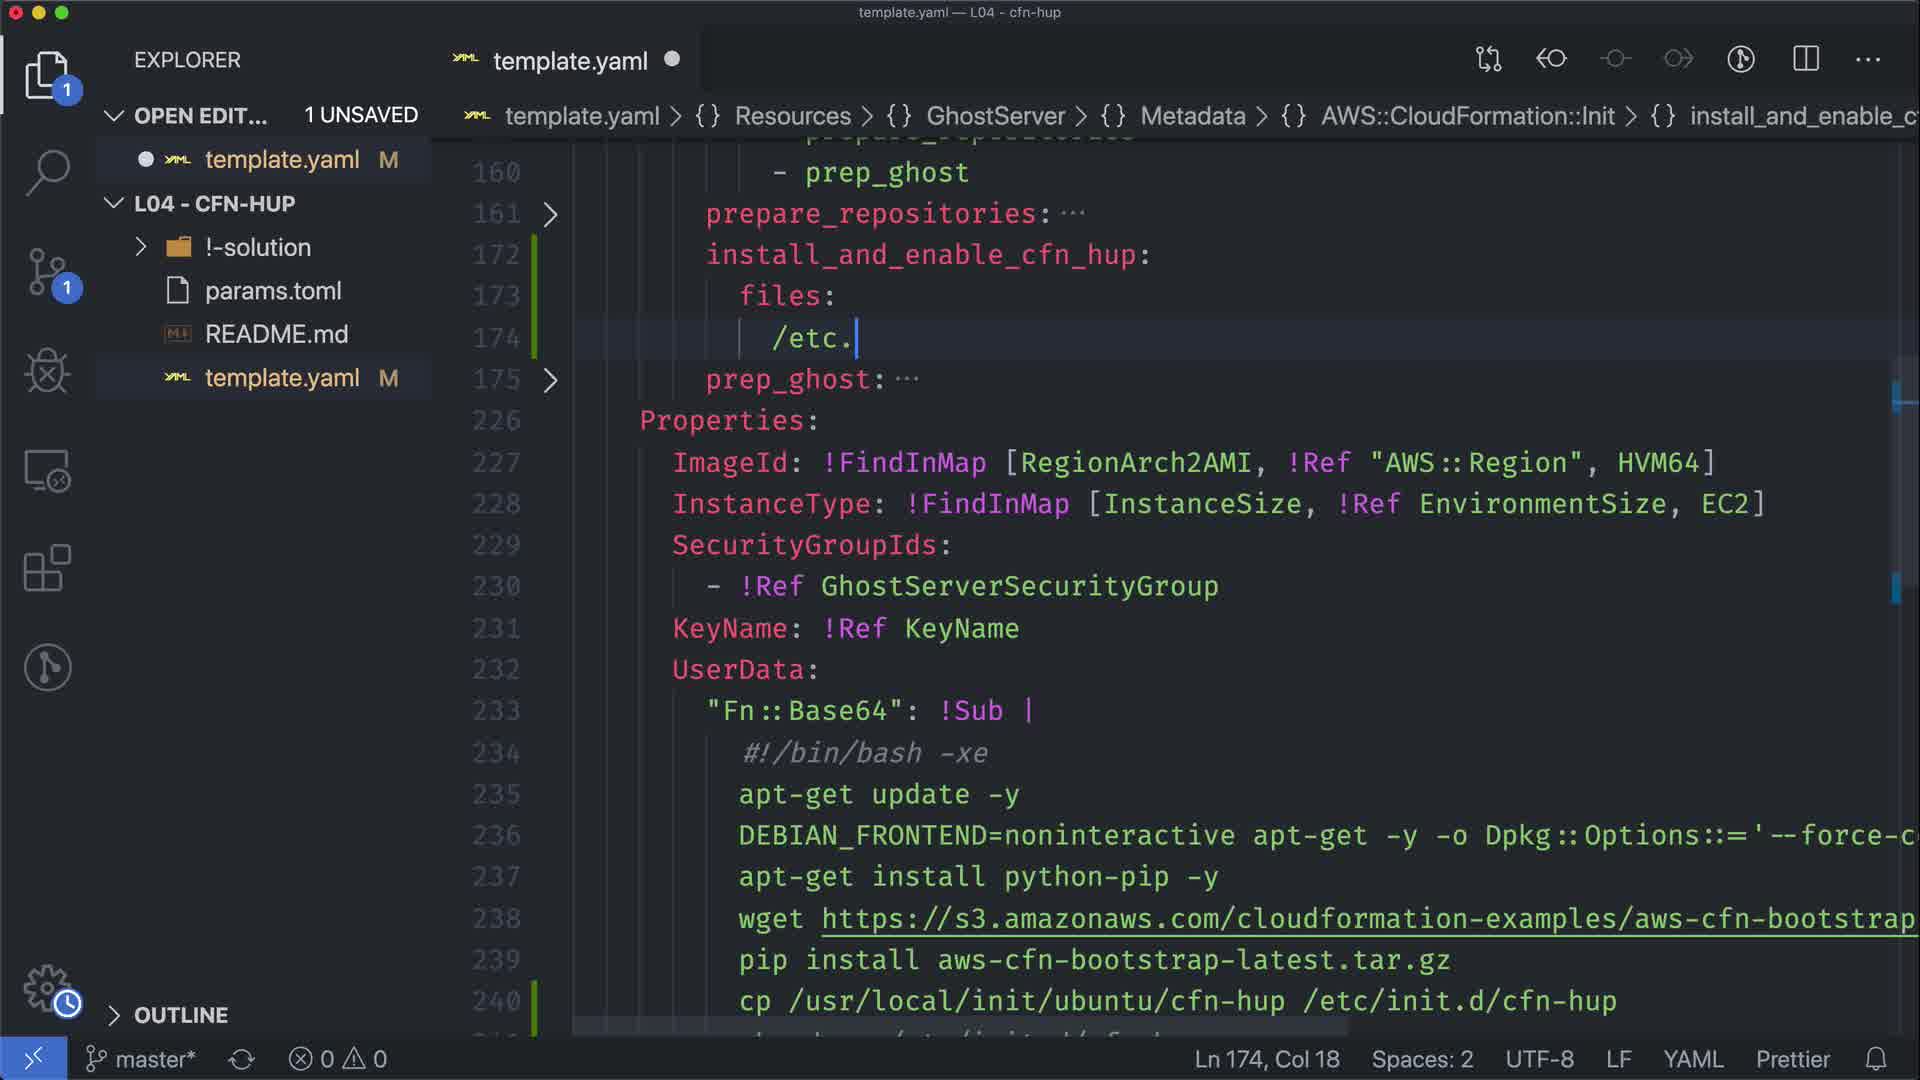 template.yaml — L04 - cfn-hup
EXPLORER
template.yaml
1
OPEN EDIT... 1 UNSAVED
template.yaml > {} Resources > {} GhostServer > {} Metadata > {} AWS::CloudFormation::Init > {} install_and_enable_c
template.yaml M
L04 - CFN-HUP
!-solution
params.toml
README.md
template.yaml M
1
160 - prep_ghost
161 prepare_repositories: ...
172 install_and_enable_cfn_hup:
173 files:
174 /etc.
175 prep_ghost: ...
226 Properties:
227 ImageId: !FindInMap [RegionArch2AMI, !Ref "AWS::Region", HVM64]
228 InstanceType: !FindInMap [InstanceSize, !Ref EnvironmentSize, EC2]
229 SecurityGroupIds:
230 - !Ref GhostServerSecurityGroup
231 KeyName: !Ref KeyName
232 UserData:
233 "Fn::Base64": !Sub |
234 #!/bin/bash -xe
235 apt-get update -y
236 DEBIAN_FRONTEND=noninteractive apt-get -y -o Dpkg::Options::='--force-c
237 apt-get install python-pip -y
238 wget https://s3.amazonaws.com/cloudformation-examples/aws-cfn-bootstrap
239 pip install aws-cfn-bootstrap-latest.tar.gz
240 cp /usr/local/init/ubuntu/cfn-hup /etc/init.d/cfn-hup
OUTLINE
master* 0 0 Ln 174, Col 18 Spaces: 2 UTF-8 LF YAML Prettier